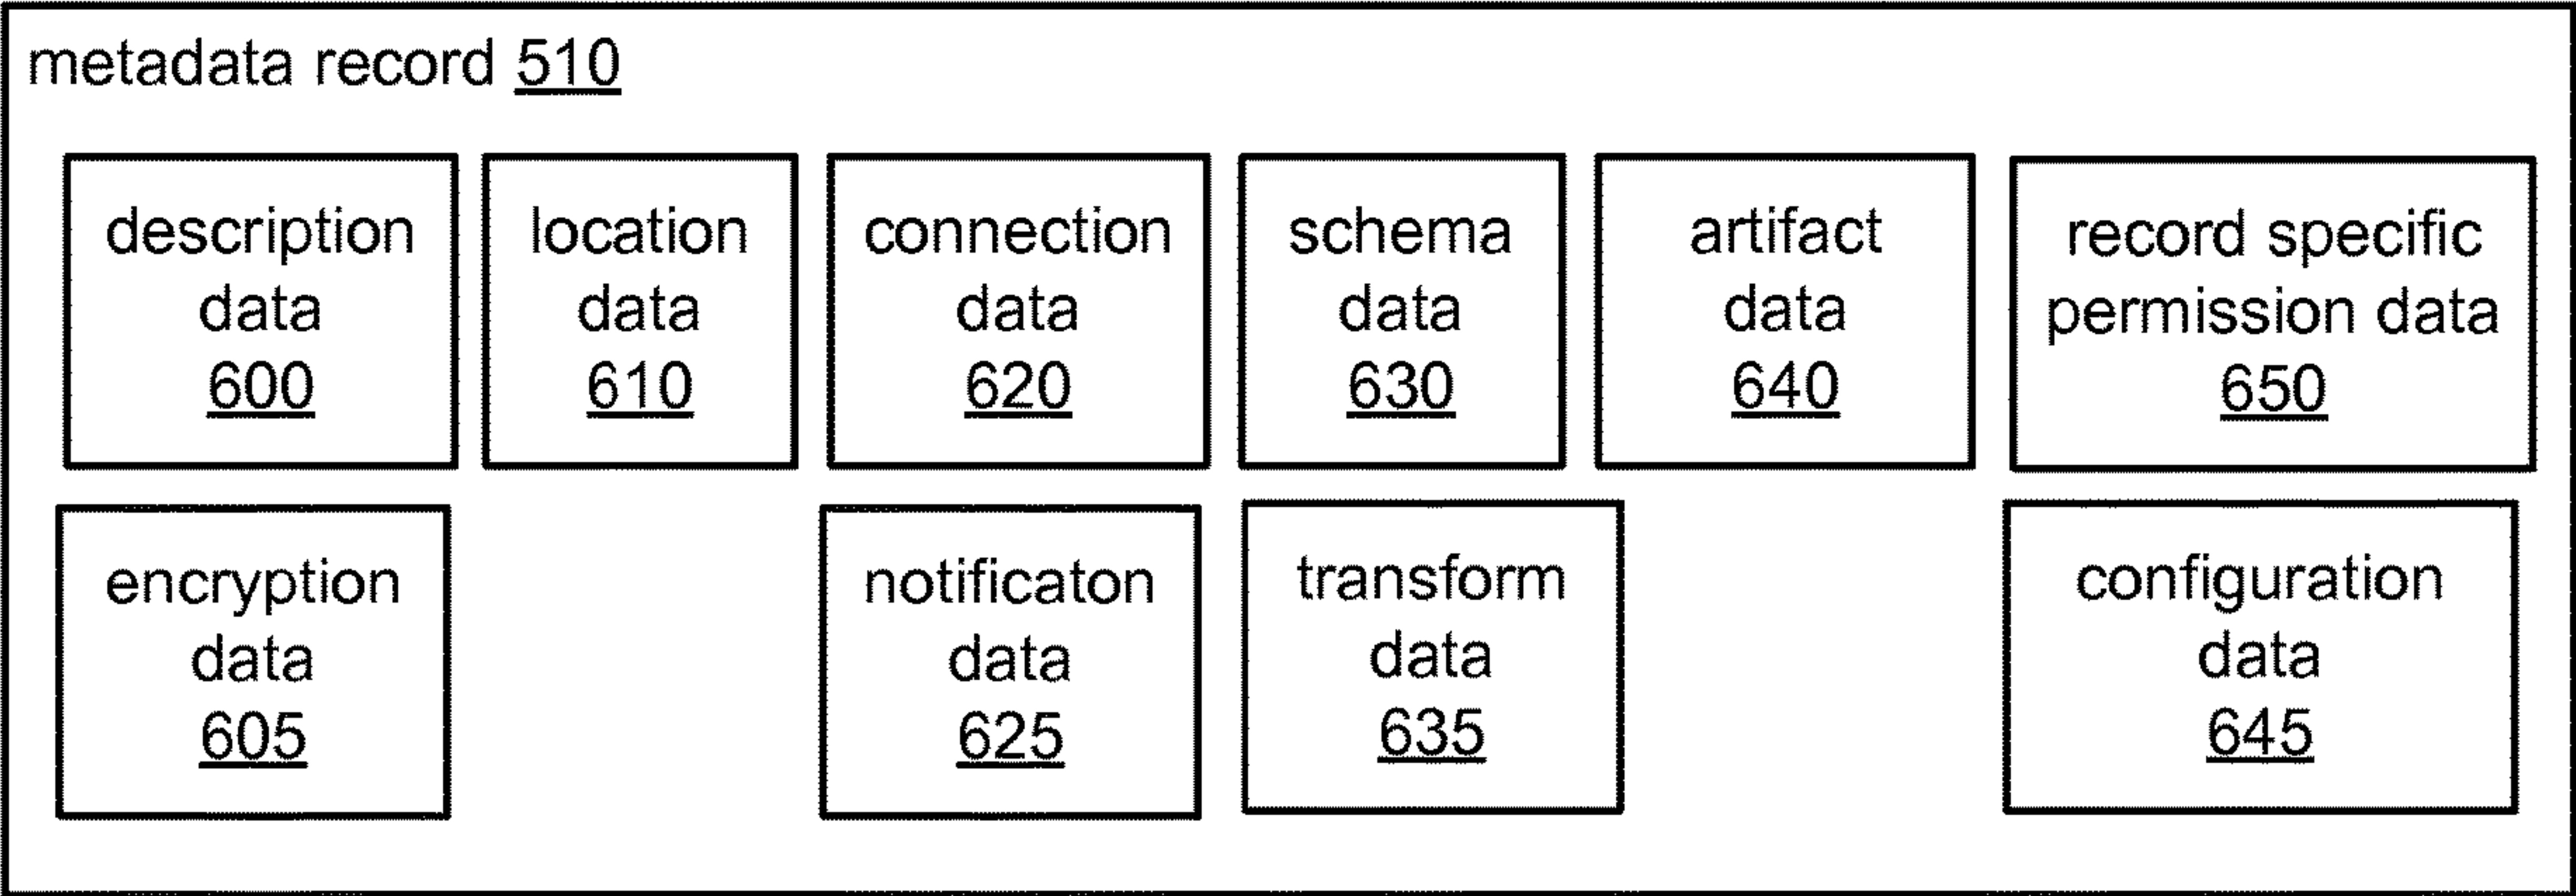 metadata record 510
description
data
600
location
data
610
connection
data
620
schema
data
630
artifact
data
640
record specific
permission data
650
encryption
data
605
notificaton
data
625
transform
data
635
configuration
data
645